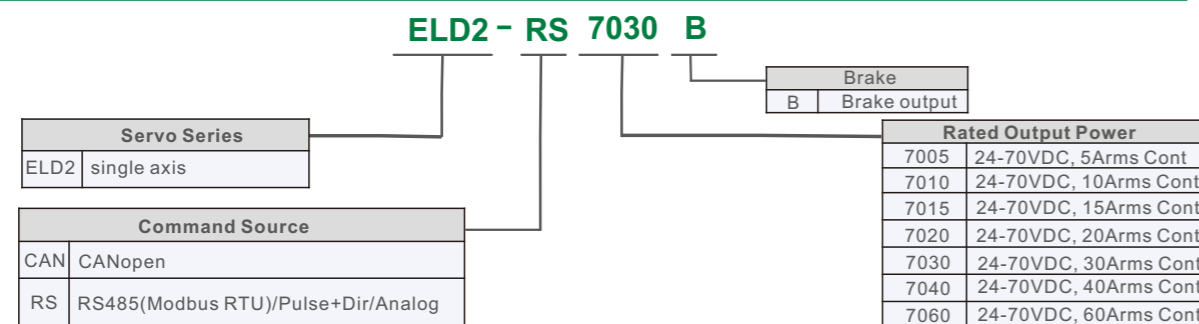 ELD2 - RS 7030 B
Brake
B Brake output
Servo Series
ELD2 single axis
Command Source
CAN CANopen
RS RS485(Modbus RTU)/Pulse+Dir/Analog
Rated Output Power
7005 24-70VDC, 5Arms Cont
7010 24-70VDC, 10Arms Cont
7015 24-70VDC, 15Arms Cont
7020 24-70VDC, 20Arms Cont
7030 24-70VDC, 30Arms Cont
7040 24-70VDC, 40Arms Cont
7060 24-70VDC, 60Arms Cont